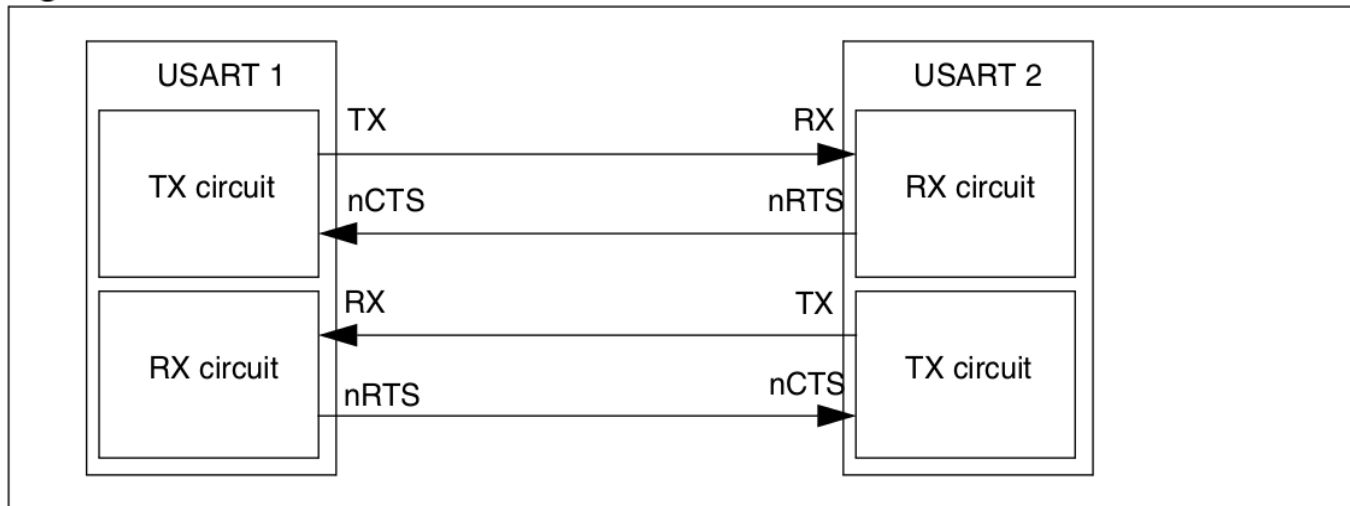 USART 1
USART 2
TX
RX
TX circuit
RX circuit
nCTS
nRTS
RX
TX
RX circuit
TX circuit
nRTS
nCTS